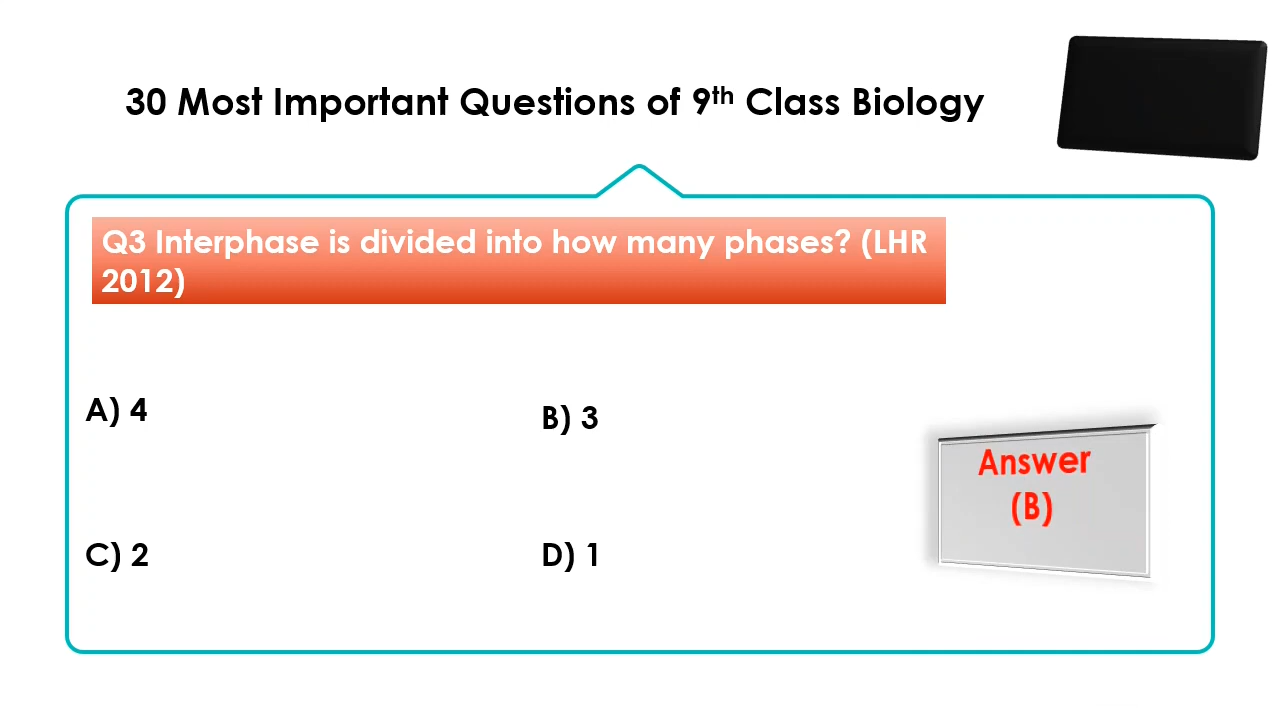 30 Most Important Questions of 9th Class Biology
Q3 Interphase is divided into how many phases? (LHR
2012)
A) 4
B) 3
C) 2
D) 1
Answer
(B)